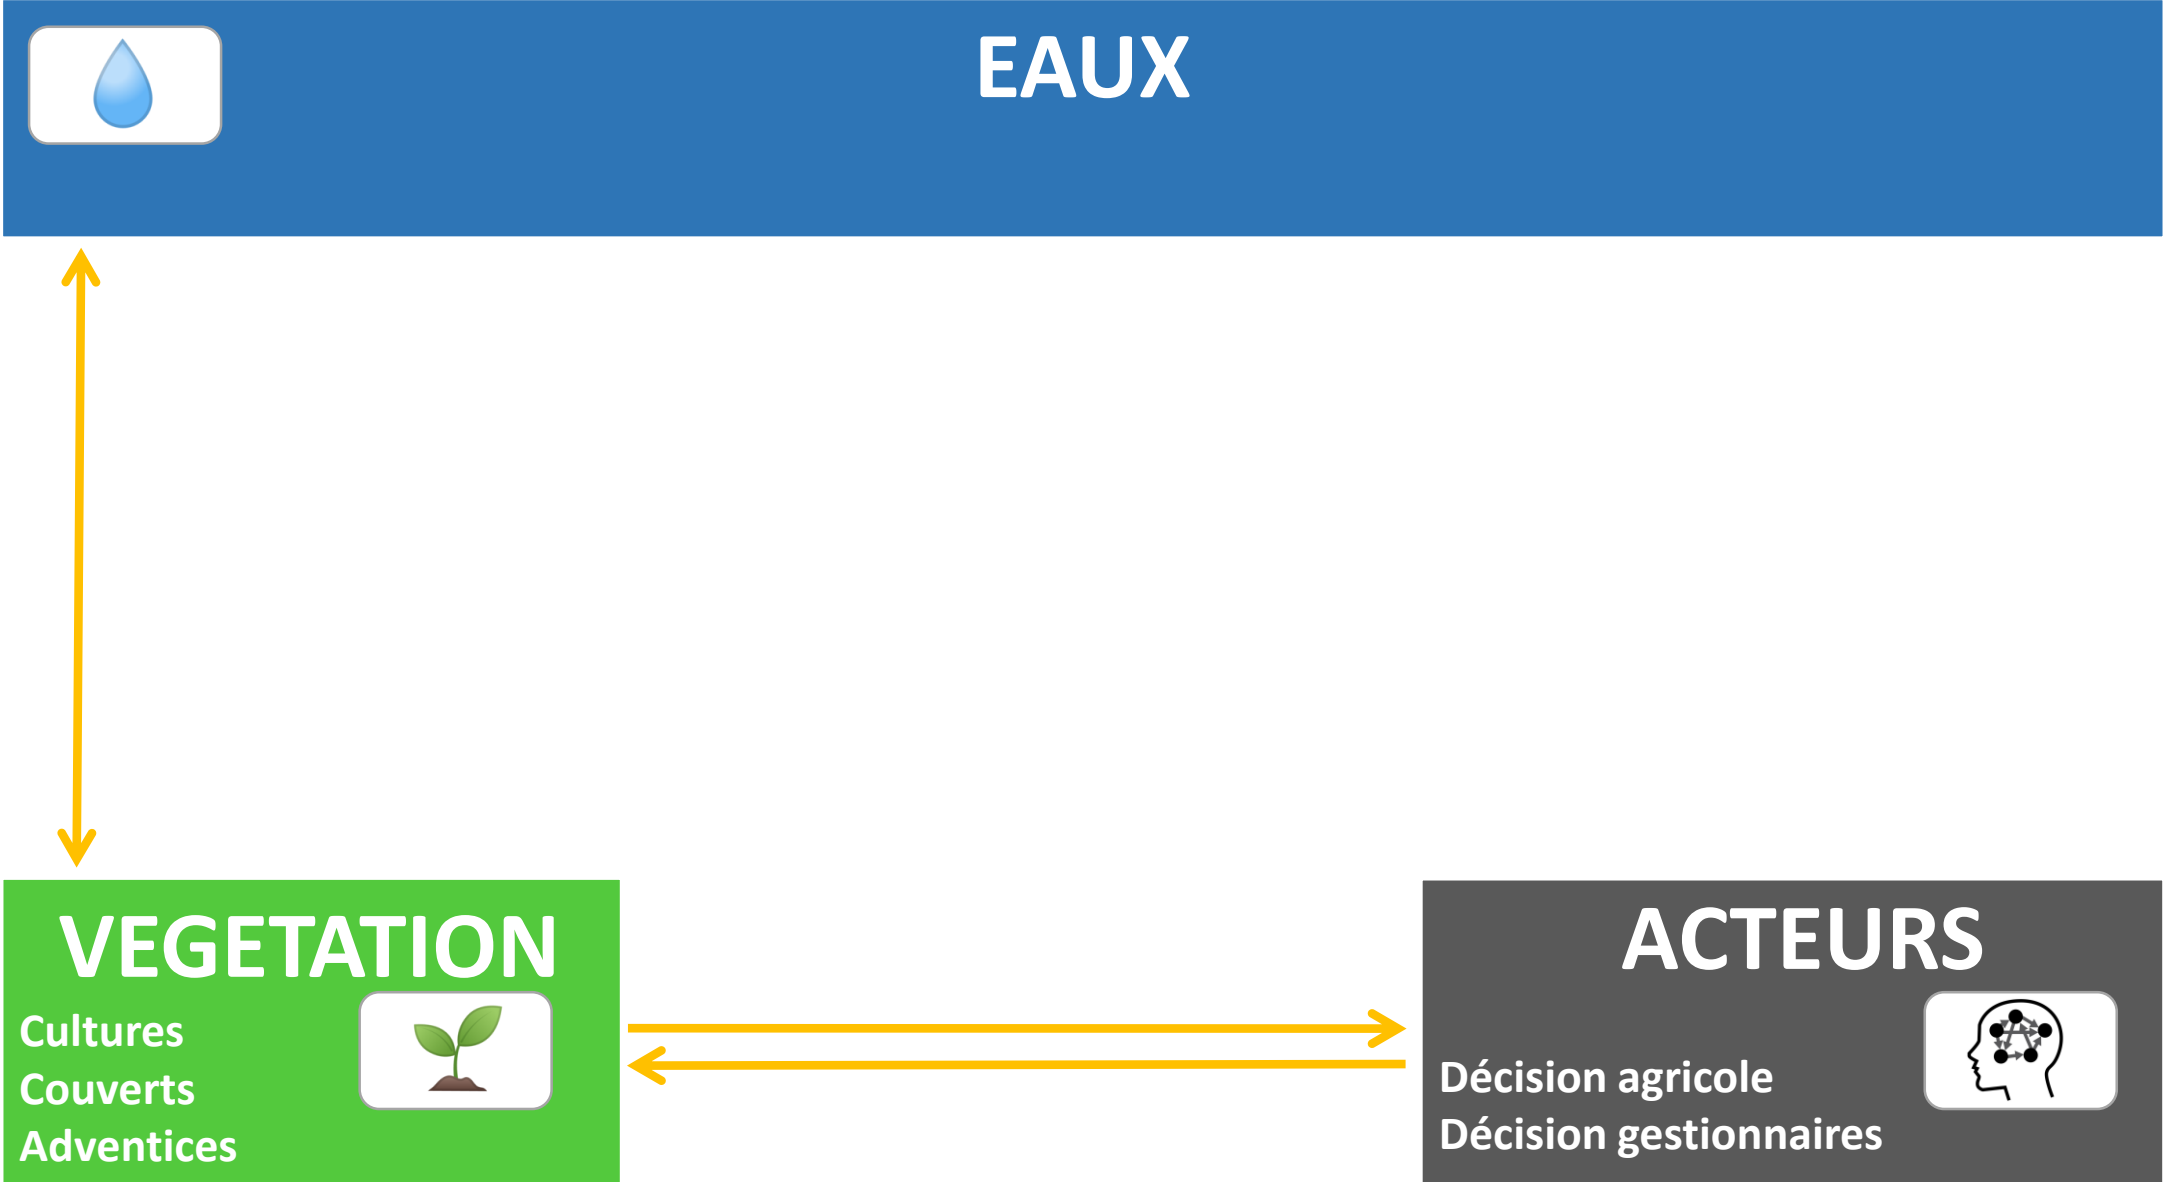 EAUX
VEGETATION
Cultures
Couverts
Adventices
ACTEURS
Décision agricole
Décision gestionnaires